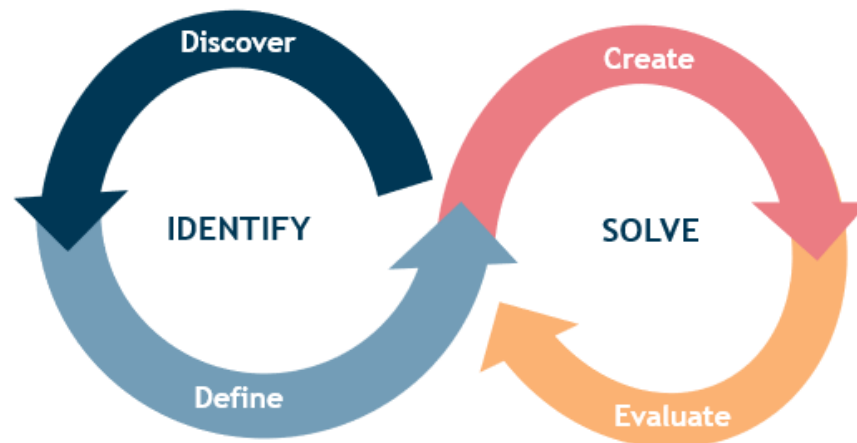 Discover
Create
IDENTIFY
SOLVE
Define
Evaluate